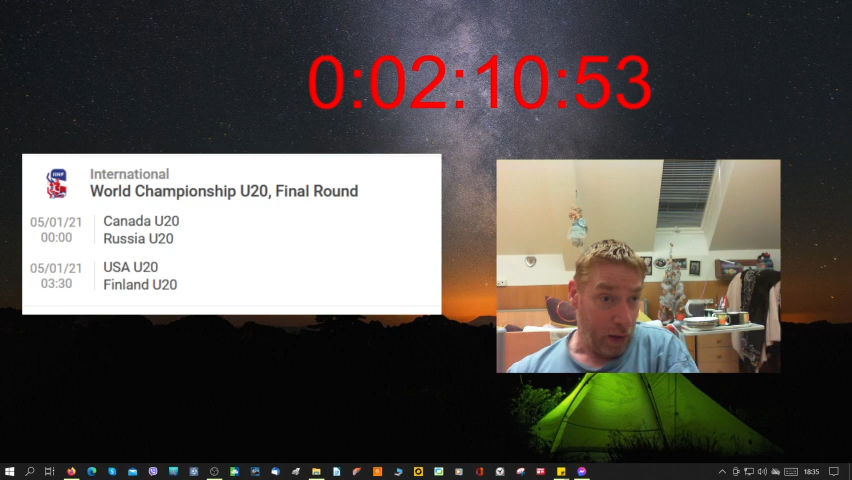 0:02:10:53
International
World Championship U20, Final Round
05/01/21
00:00
Canada U20
Russia U20
05/01/21
03:30
USA U20
Finland U20
18:35